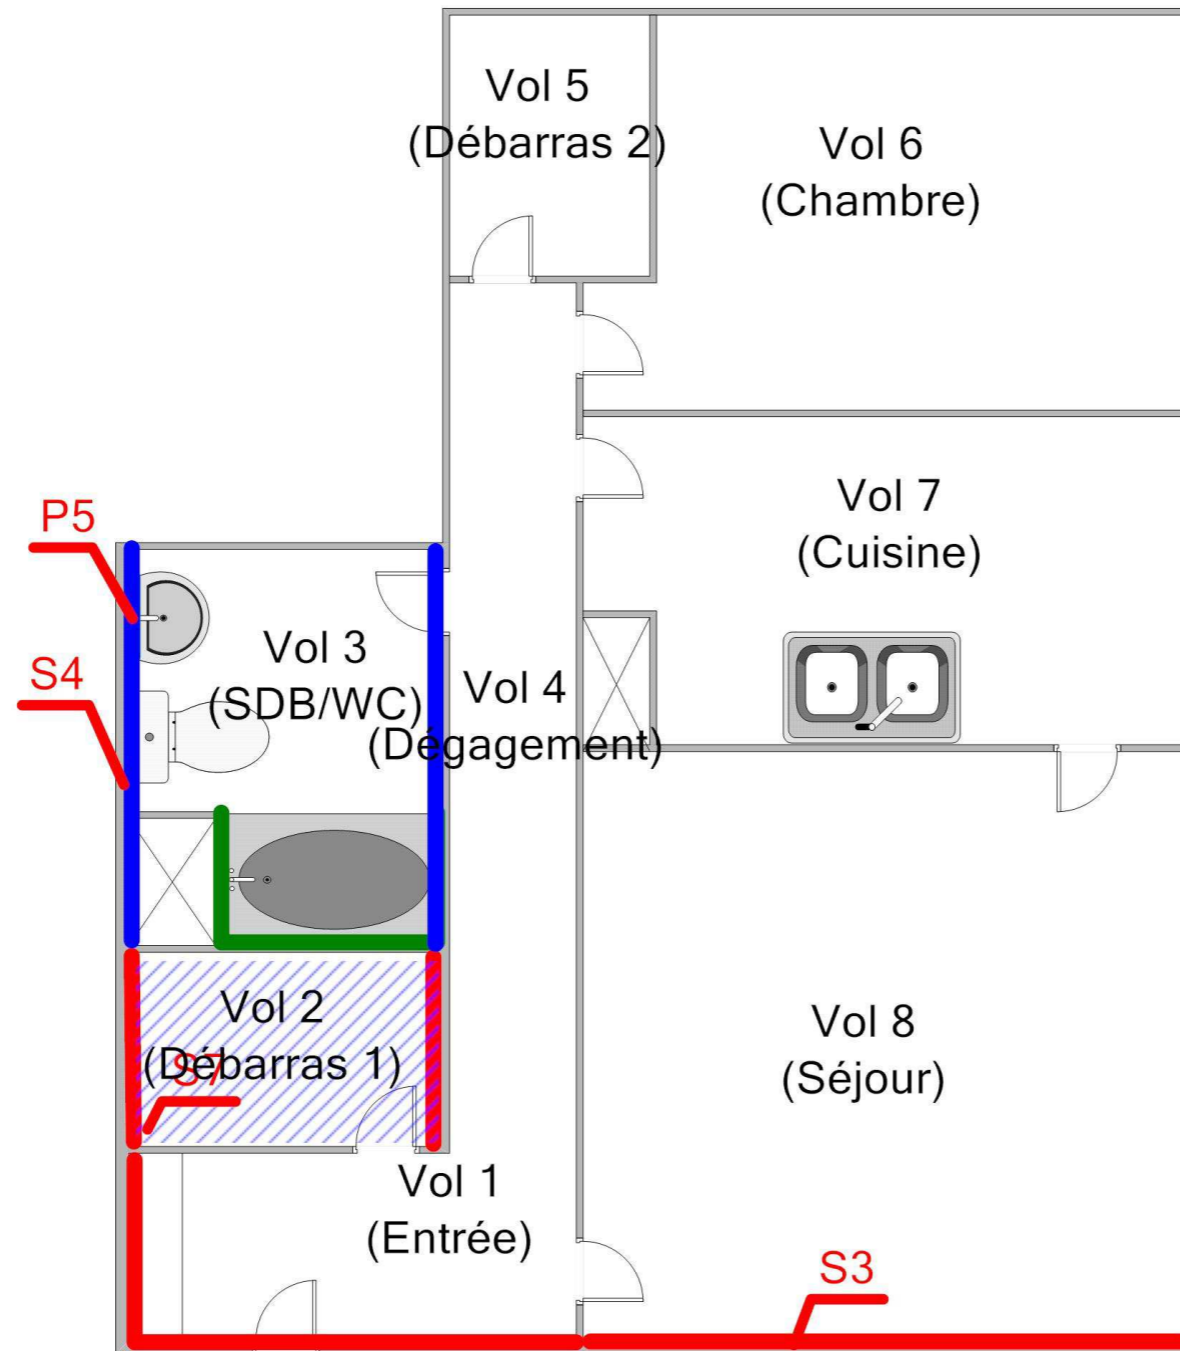 Vol 5
(Débarras 2)
Vol 6
(Chambre)
P5
Vol 7
(Cuisine)
Vol 3
(SDB/WC)
S4
Vol 4
(Dégagement)
Vol 2
(Débarras 1)
S7
Vol 8
(Séjour)
Vol 1
(Entrée)
S3